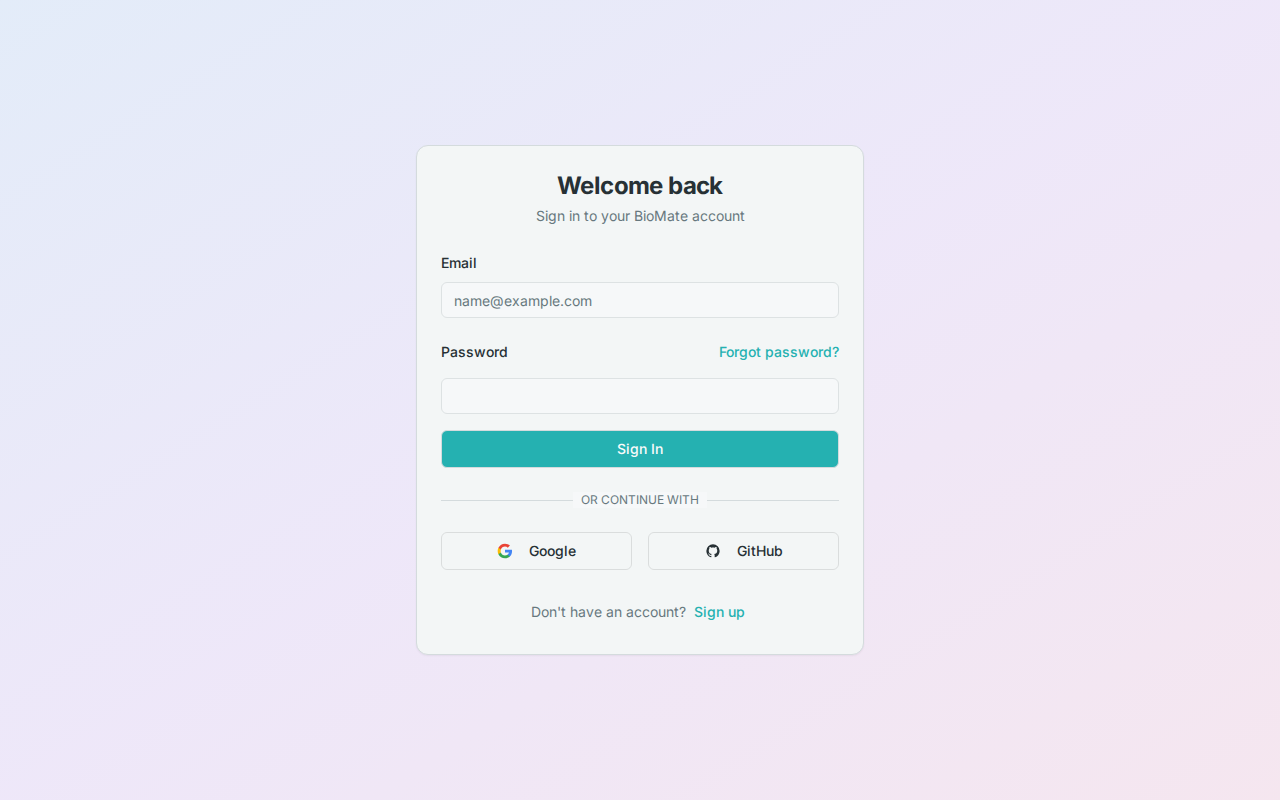 Welcome back
Sign in to your BioMate account
Email
name@example.com
Password Forgot password?
Sign In
OR CONTINUE WITH
Google GitHub
Don't have an account? Sign up